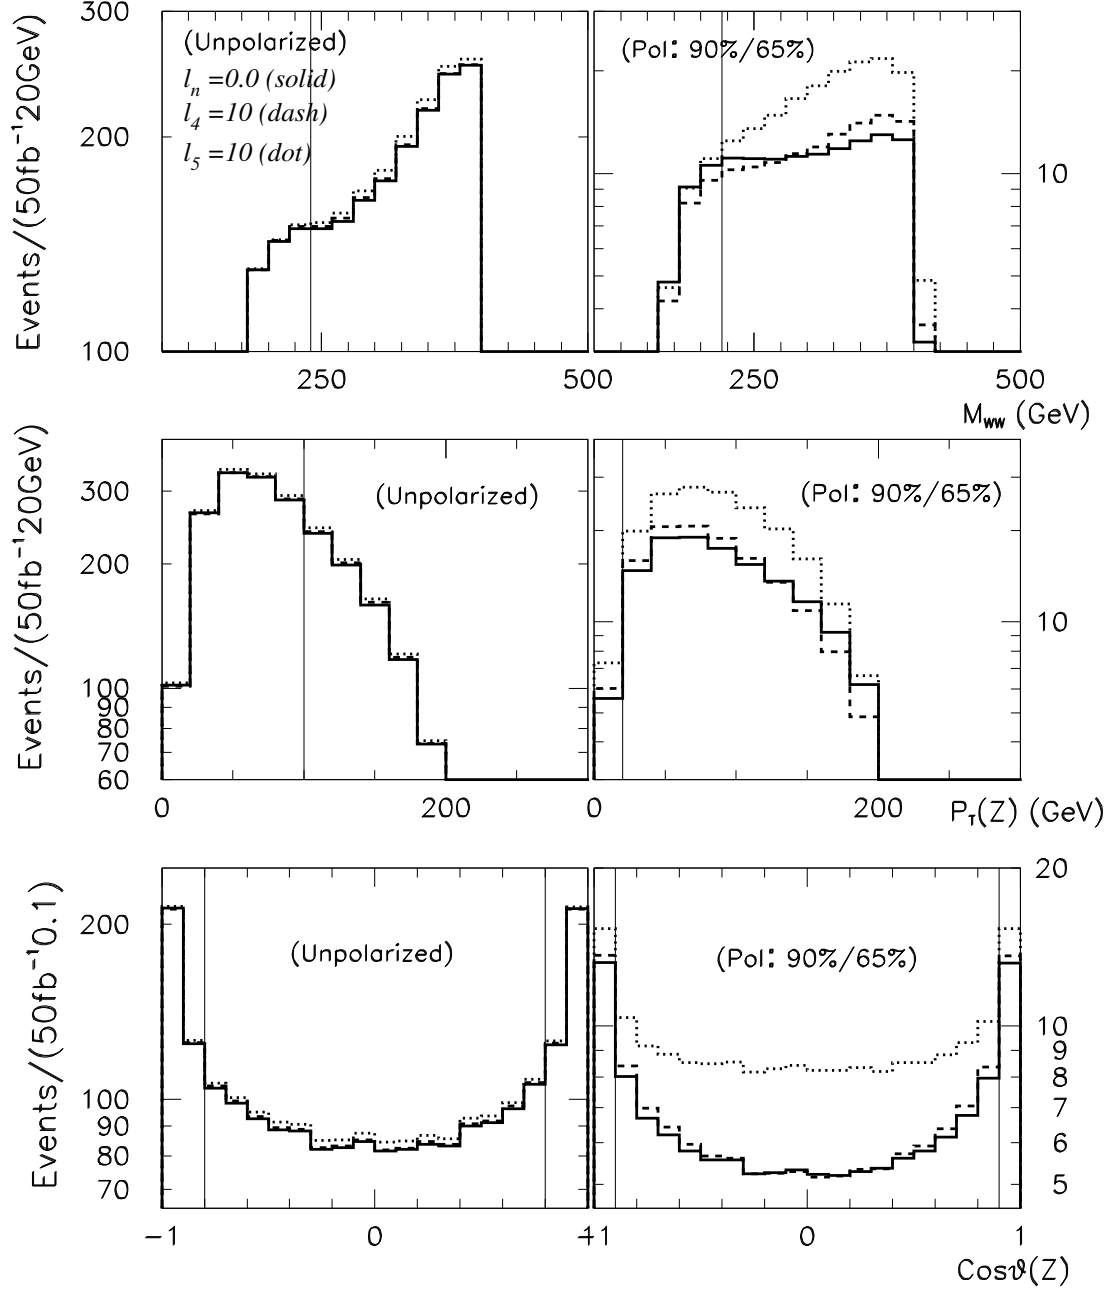 300
200
100
Events/(50fb⁻¹20GeV)
(Unpolarized)
lₙ =0.0 (solid)
l₄ =10 (dash)
l₅ =10 (dot)
(Pol: 90%/65%)
10
250
500
250
500
M_WW (GeV)
300
200
100
90
80
70
60
Events/(50fb⁻¹20GeV)
(Unpolarized)
(Pol: 90%/65%)
10
0
200
0
200
P_T(Z) (GeV)
200
100
90
80
70
Events/(50fb⁻¹0.1)
(Unpolarized)
(Pol: 90%/65%)
20
10
9
8
7
6
5
−1
0
−1
1
0
1
Cosϑ(Z)